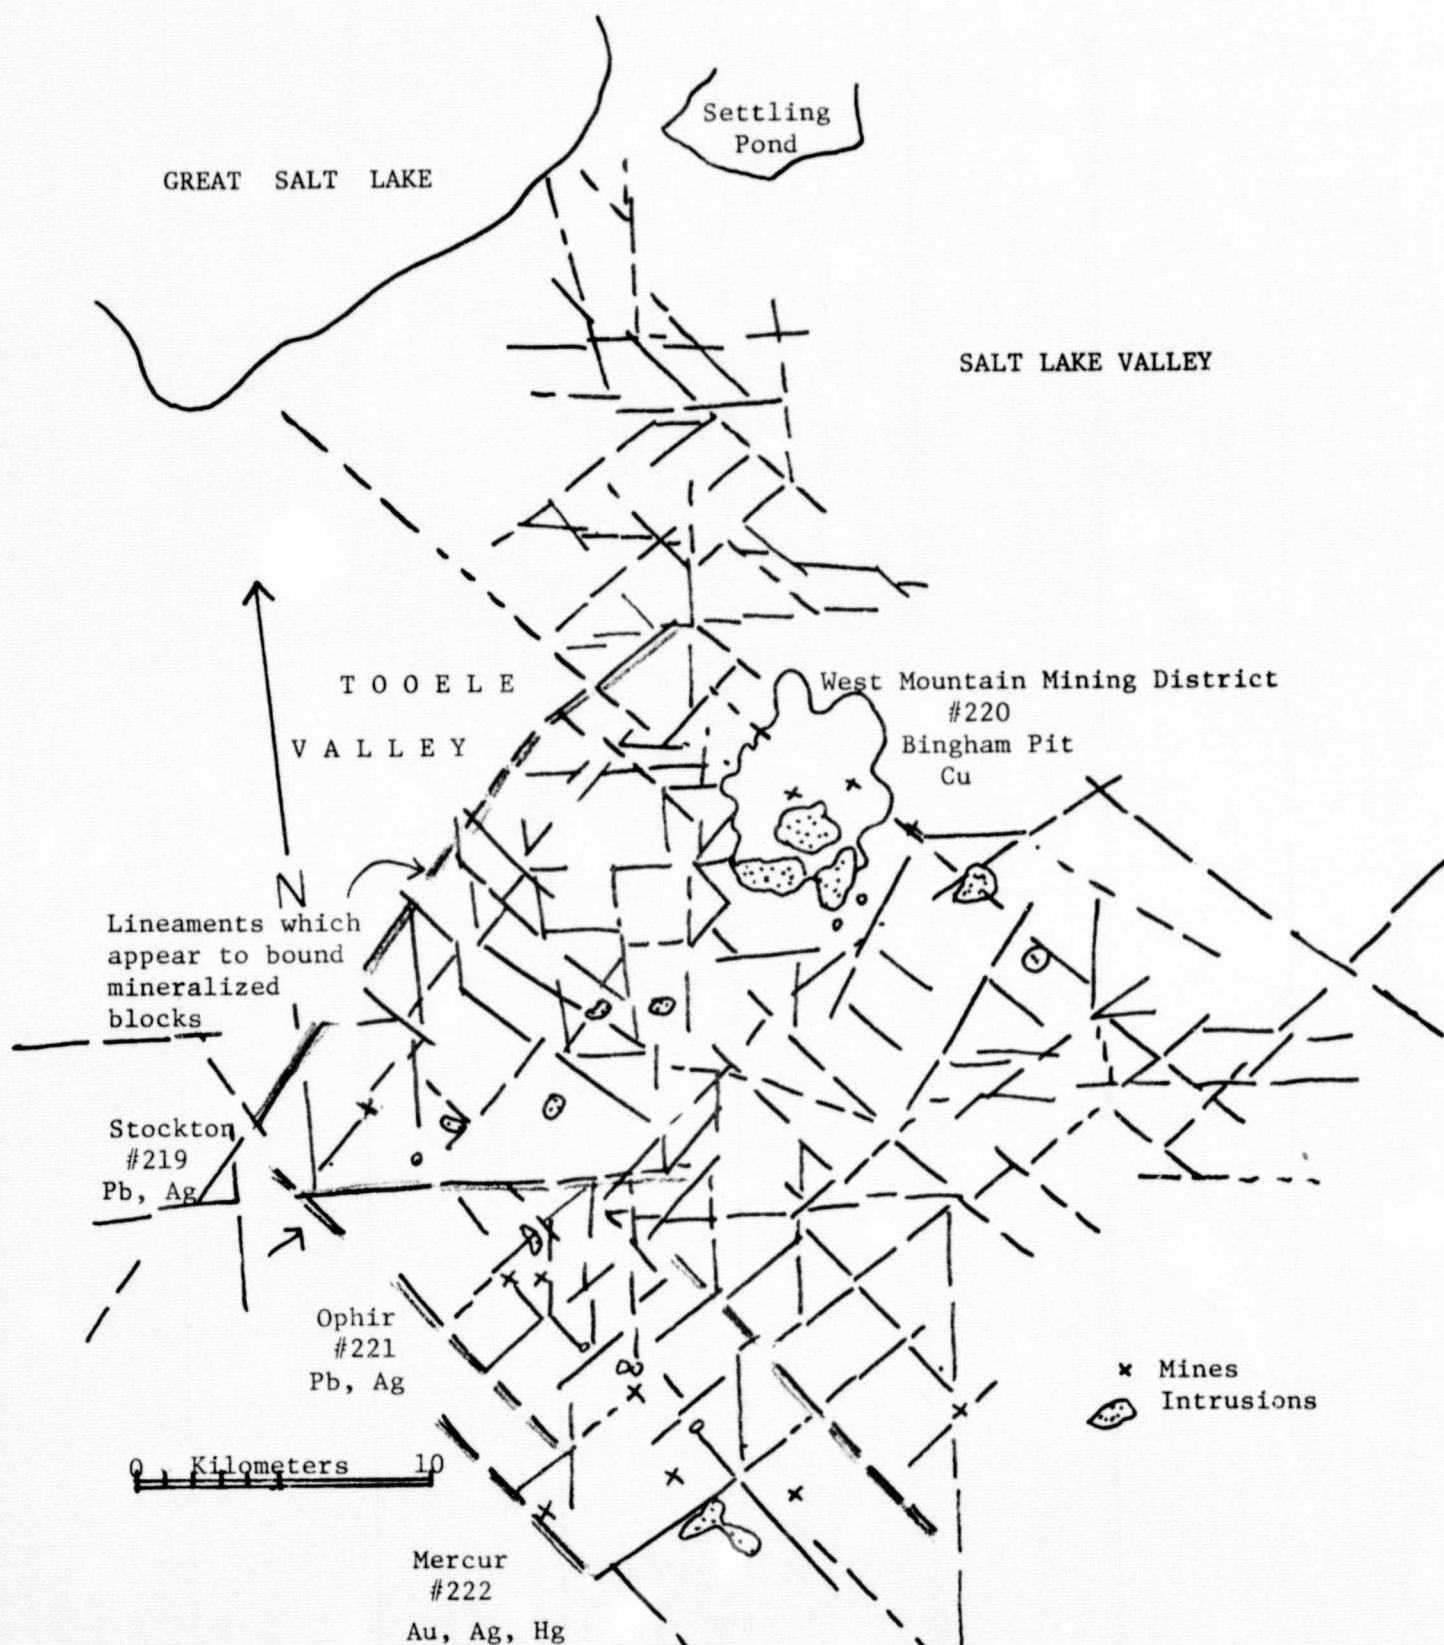 Settling
Pond
GREAT SALT LAKE
SALT LAKE VALLEY
TOOELE
VALLEY
West Mountain Mining District
#220
Bingham Pit
Cu
N
Lineaments which
appear to bound
mineralized
blocks
Stockton
#219
Pb, Ag
Ophir
#221
Pb, Ag
x Mines
Intrusions
0 Kilometers 10
Mercur
#222
Au, Ag, Hg